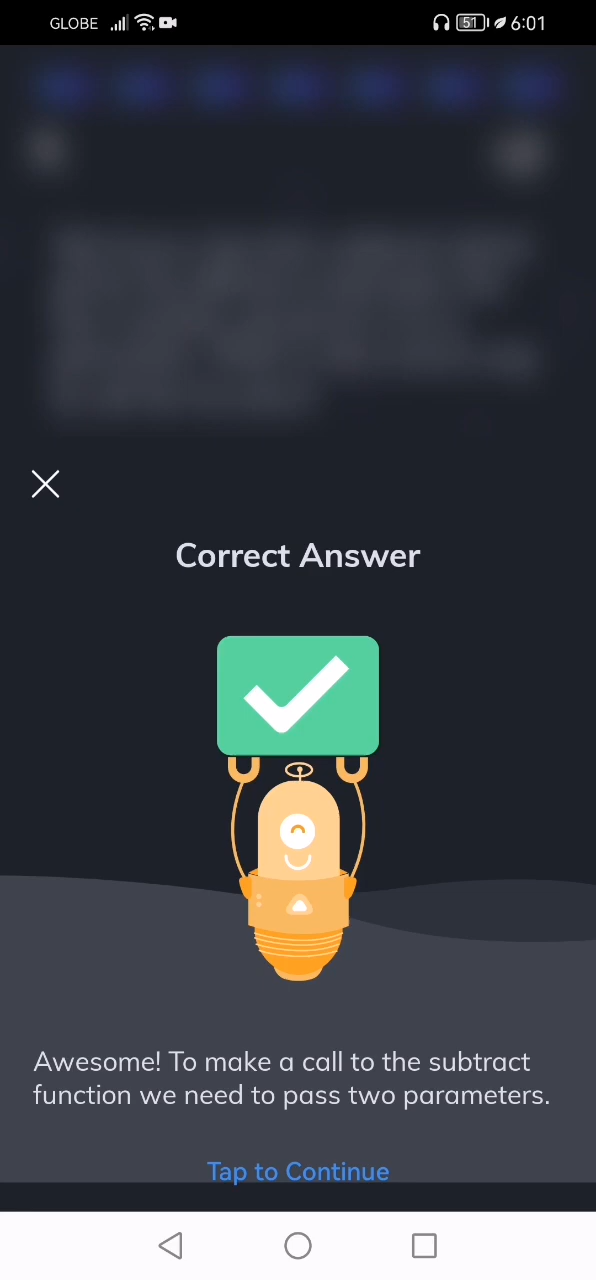 GLOBE 51 6:01
Correct Answer
Awesome! To make a call to the subtract
function we need to pass two parameters.
Tap to Continue